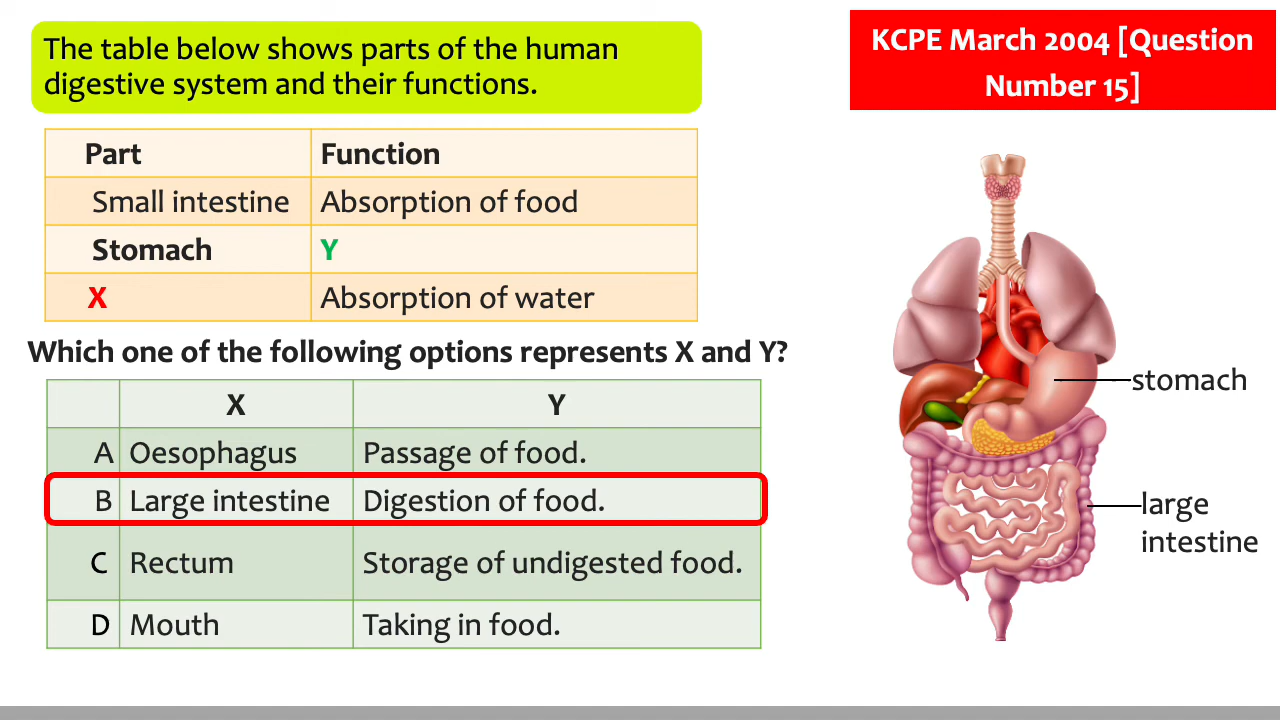 The table below shows parts of the human
digestive system and their functions.
KCPE March 2004 [Question
Number 15]
Part Function
Small intestine Absorption of food
Stomach Y
X Absorption of water
Which one of the following options represents X and Y?
X Y
A Oesophagus Passage of food.
B Large intestine Digestion of food.
C Rectum Storage of undigested food.
D Mouth Taking in food.
stomach
large
intestine